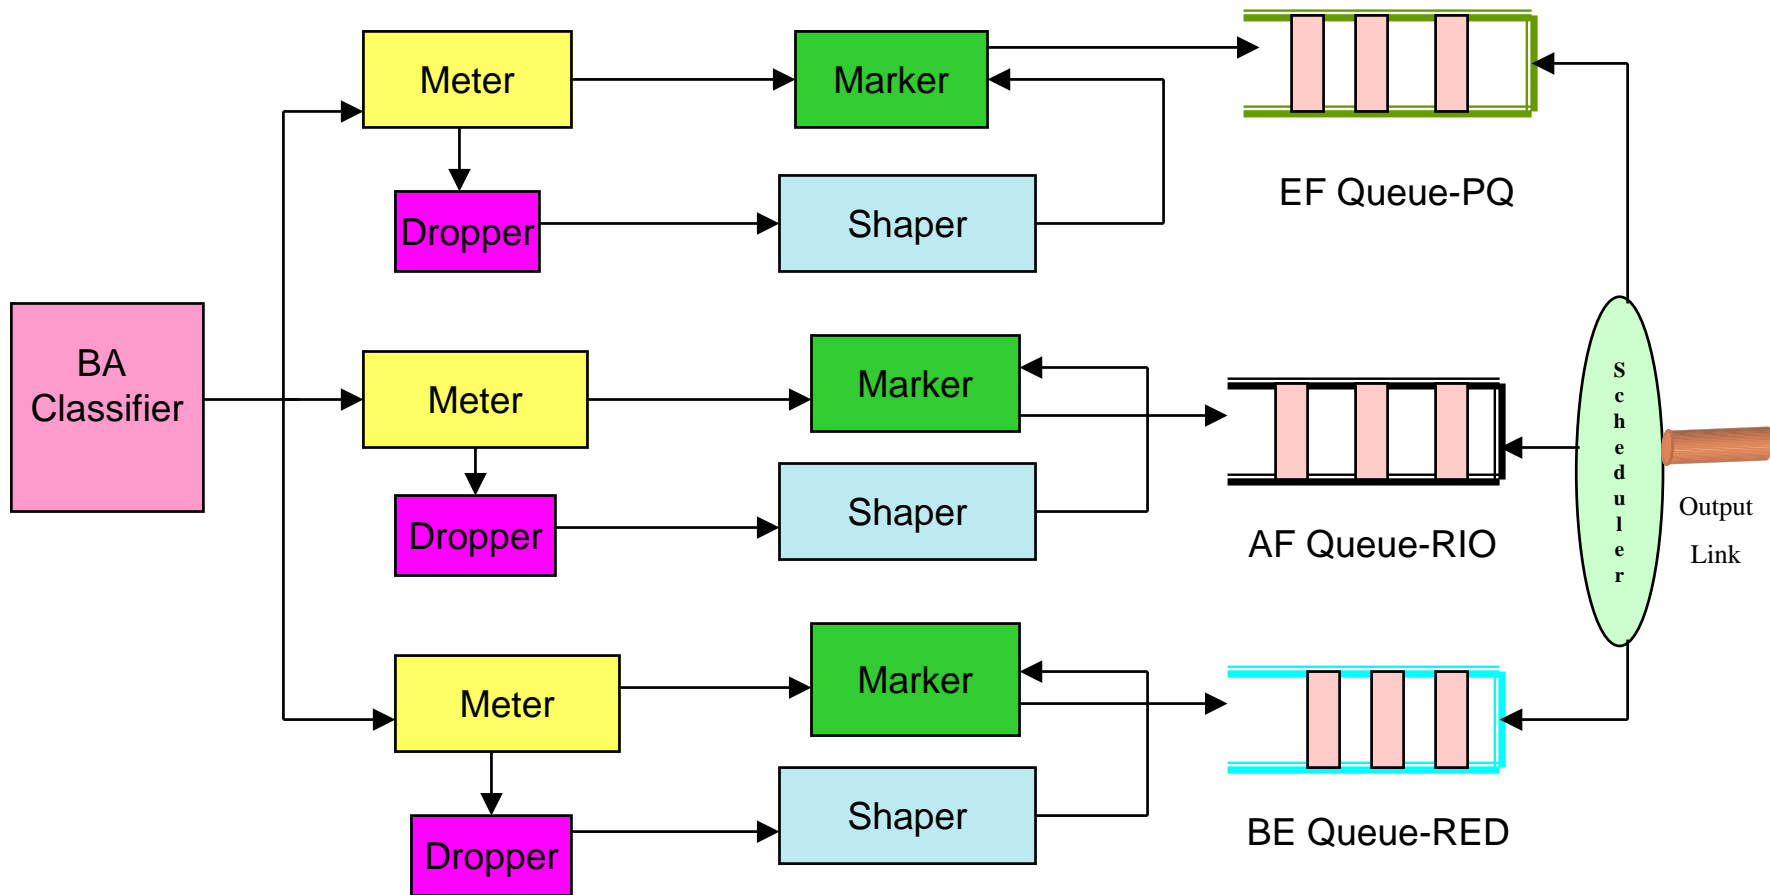 Meter
Marker
Dropper
Shaper
EF Queue-PQ
BA
Classifier
Meter
Marker
Dropper
Shaper
AF Queue-RIO
Scheduler
Output
Link
Meter
Marker
Dropper
Shaper
BE Queue-RED